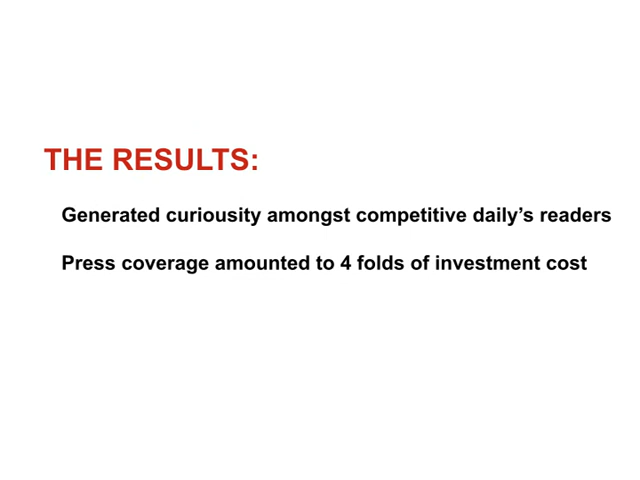 THE RESULTS:
Generated curiousity amongst competitive daily’s readers
Press coverage amounted to 4 folds of investment cost